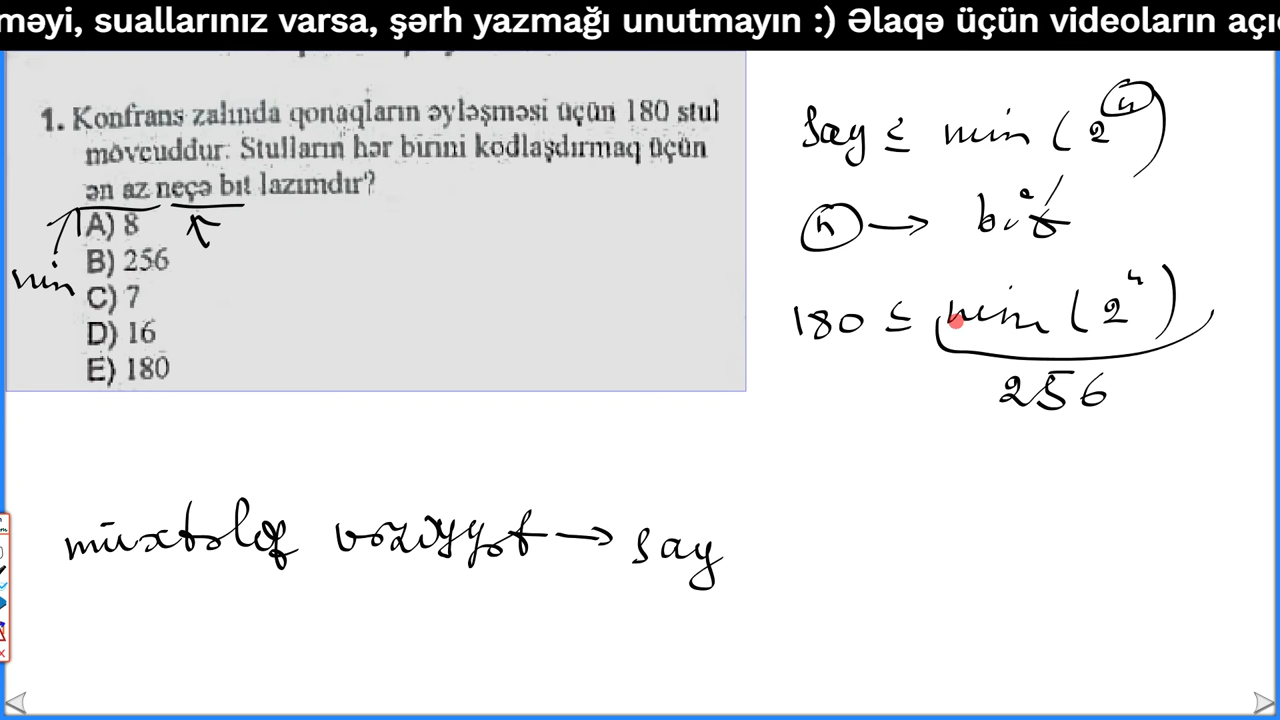 məyi, suallarınız varsa, şərh yazmağı unutmayın :) Əlaqə üçün videoların açı
1. Konfrans zalında qonaqların əyləşməsi üçün 180 stul
mövcuddur. Stulların hər birini kodlaşdırmaq üçün
ən az neçə bit lazımdır?
A) 8
B) 256
C) 7
D) 16
E) 180
min
say ≤ min (2ⁿ)
n → bit
180 ≤ min (2ⁿ)
256
müxtəlif vəziyyət → say